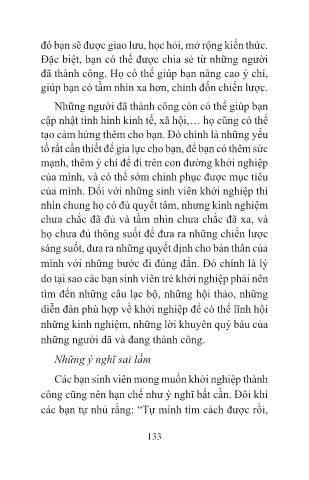 đó bạn sẽ được giao lưu, học hỏi, mở rộng kiến thức.
Đặc biệt, bạn có thể được chia sẻ từ những người
đã thành công. Họ có thể giúp bạn nâng cao ý chí,
giúp bạn có tầm nhìn xa hơn, chỉnh đốn chiến lược.
Những người đã thành công còn có thể giúp bạn
cập nhật tình hình kinh tế, xã hội,… họ cũng có thể
tạo cảm hứng thêm cho bạn. Đó chính là những yếu
tố rất cần thiết để gia lực cho bạn, để bạn có thêm sức
mạnh, thêm ý chí để đi trên con đường khởi nghiệp
của mình, và có thể sớm chinh phục được mục tiêu
của mình. Đối với những sinh viên khởi nghiệp thì
nhìn chung họ có đủ quyết tâm, nhưng kinh nghiệm
chưa chắc đã đủ và tầm nhìn chưa chắc đã xa, và
họ chưa đủ thông suốt để đưa ra những chiến lược
sáng suốt, đưa ra những quyết định cho bản thân của
mình với những bước đi đúng đắn. Đó chính là lý
do tại sao các bạn sinh viên trẻ khởi nghiệp phải nên
tìm đến những câu lạc bộ, những hội thảo, những
diễn đàn phù hợp về khởi nghiệp để có thể lĩnh hội
những kinh nghiệm, những lời khuyên quý báu của
những người đã và đang thành công.
Những ý nghĩ sai lầm
Các bạn sinh viên mong muốn khởi nghiệp thành
công cũng nên hạn chế như ý nghĩ bất cần. Đôi khi
các bạn tự nhủ rằng: “Tự mình tìm cách được rồi,
133